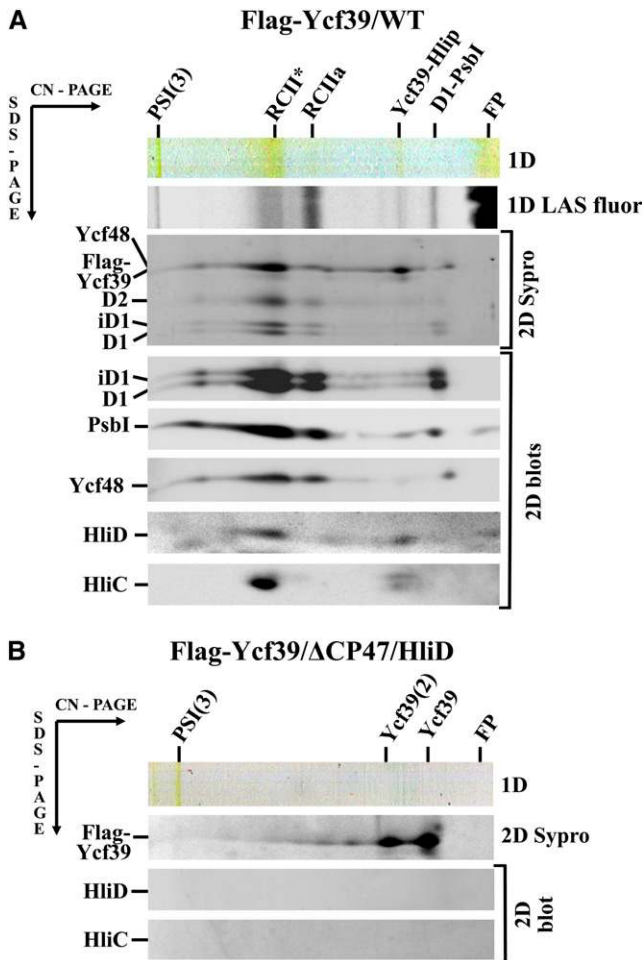 A
Flag-Ycf39/WT
SDS-PAGE
CN - PAGE
PSI(3)
RCII*
RCIIa
Ycf39-Hlip
D1-PsbI
FP
1D
1D LAS fluor
Ycf48
Flag-
Ycf39
D2
iD1
D1
2D Sypro
iD1
D1
PsbI
Ycf48
HliD
HliC
2D blots
B
Flag-Ycf39/ΔCP47/HliD
SDS-PAGE
CN - PAGE
PSI(3)
Ycf39(2)
Ycf39
FP
1D
Flag-
Ycf39
2D Sypro
HliD
HliC
2D
blot